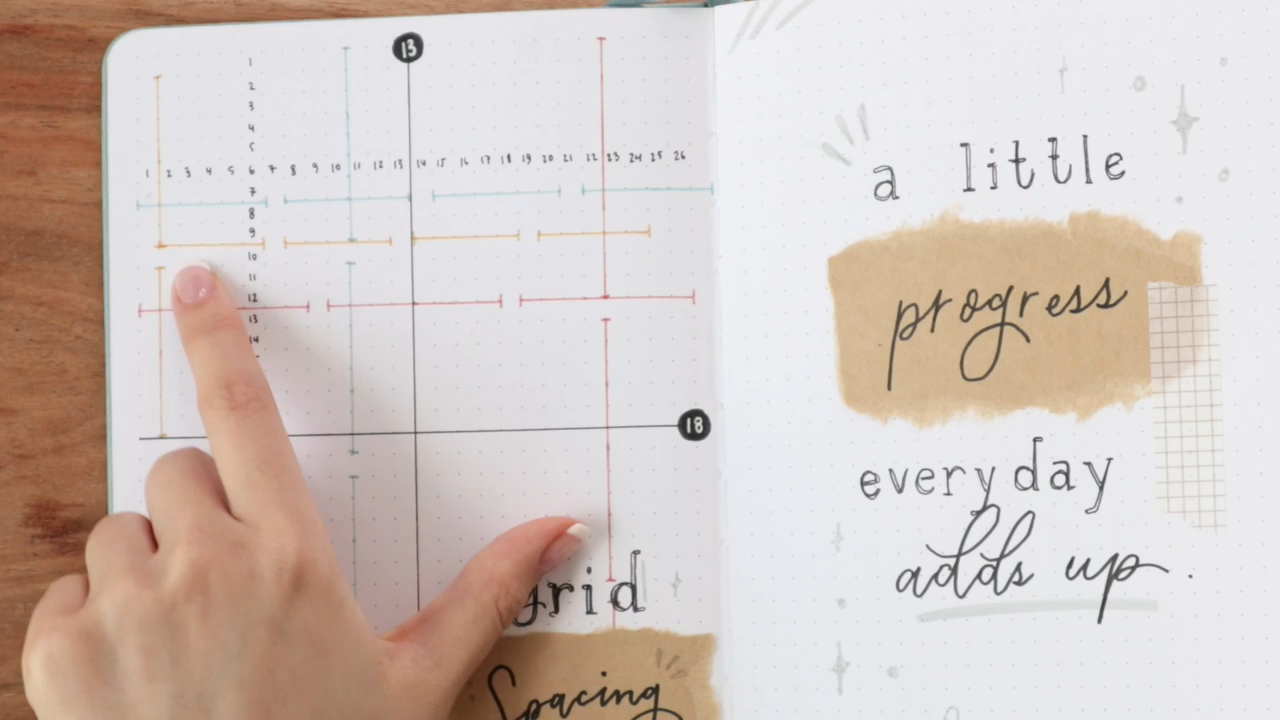 13
1
2
3
4
5
1 2 3 4 5 6 7 8 9 10 11 12 13 14 15 16 17 18 19 20 21 22 23 24 25 26
7
8
9
10
11
12
13
14
18
grid
Spacing
a little
progress
everyday
adds up.